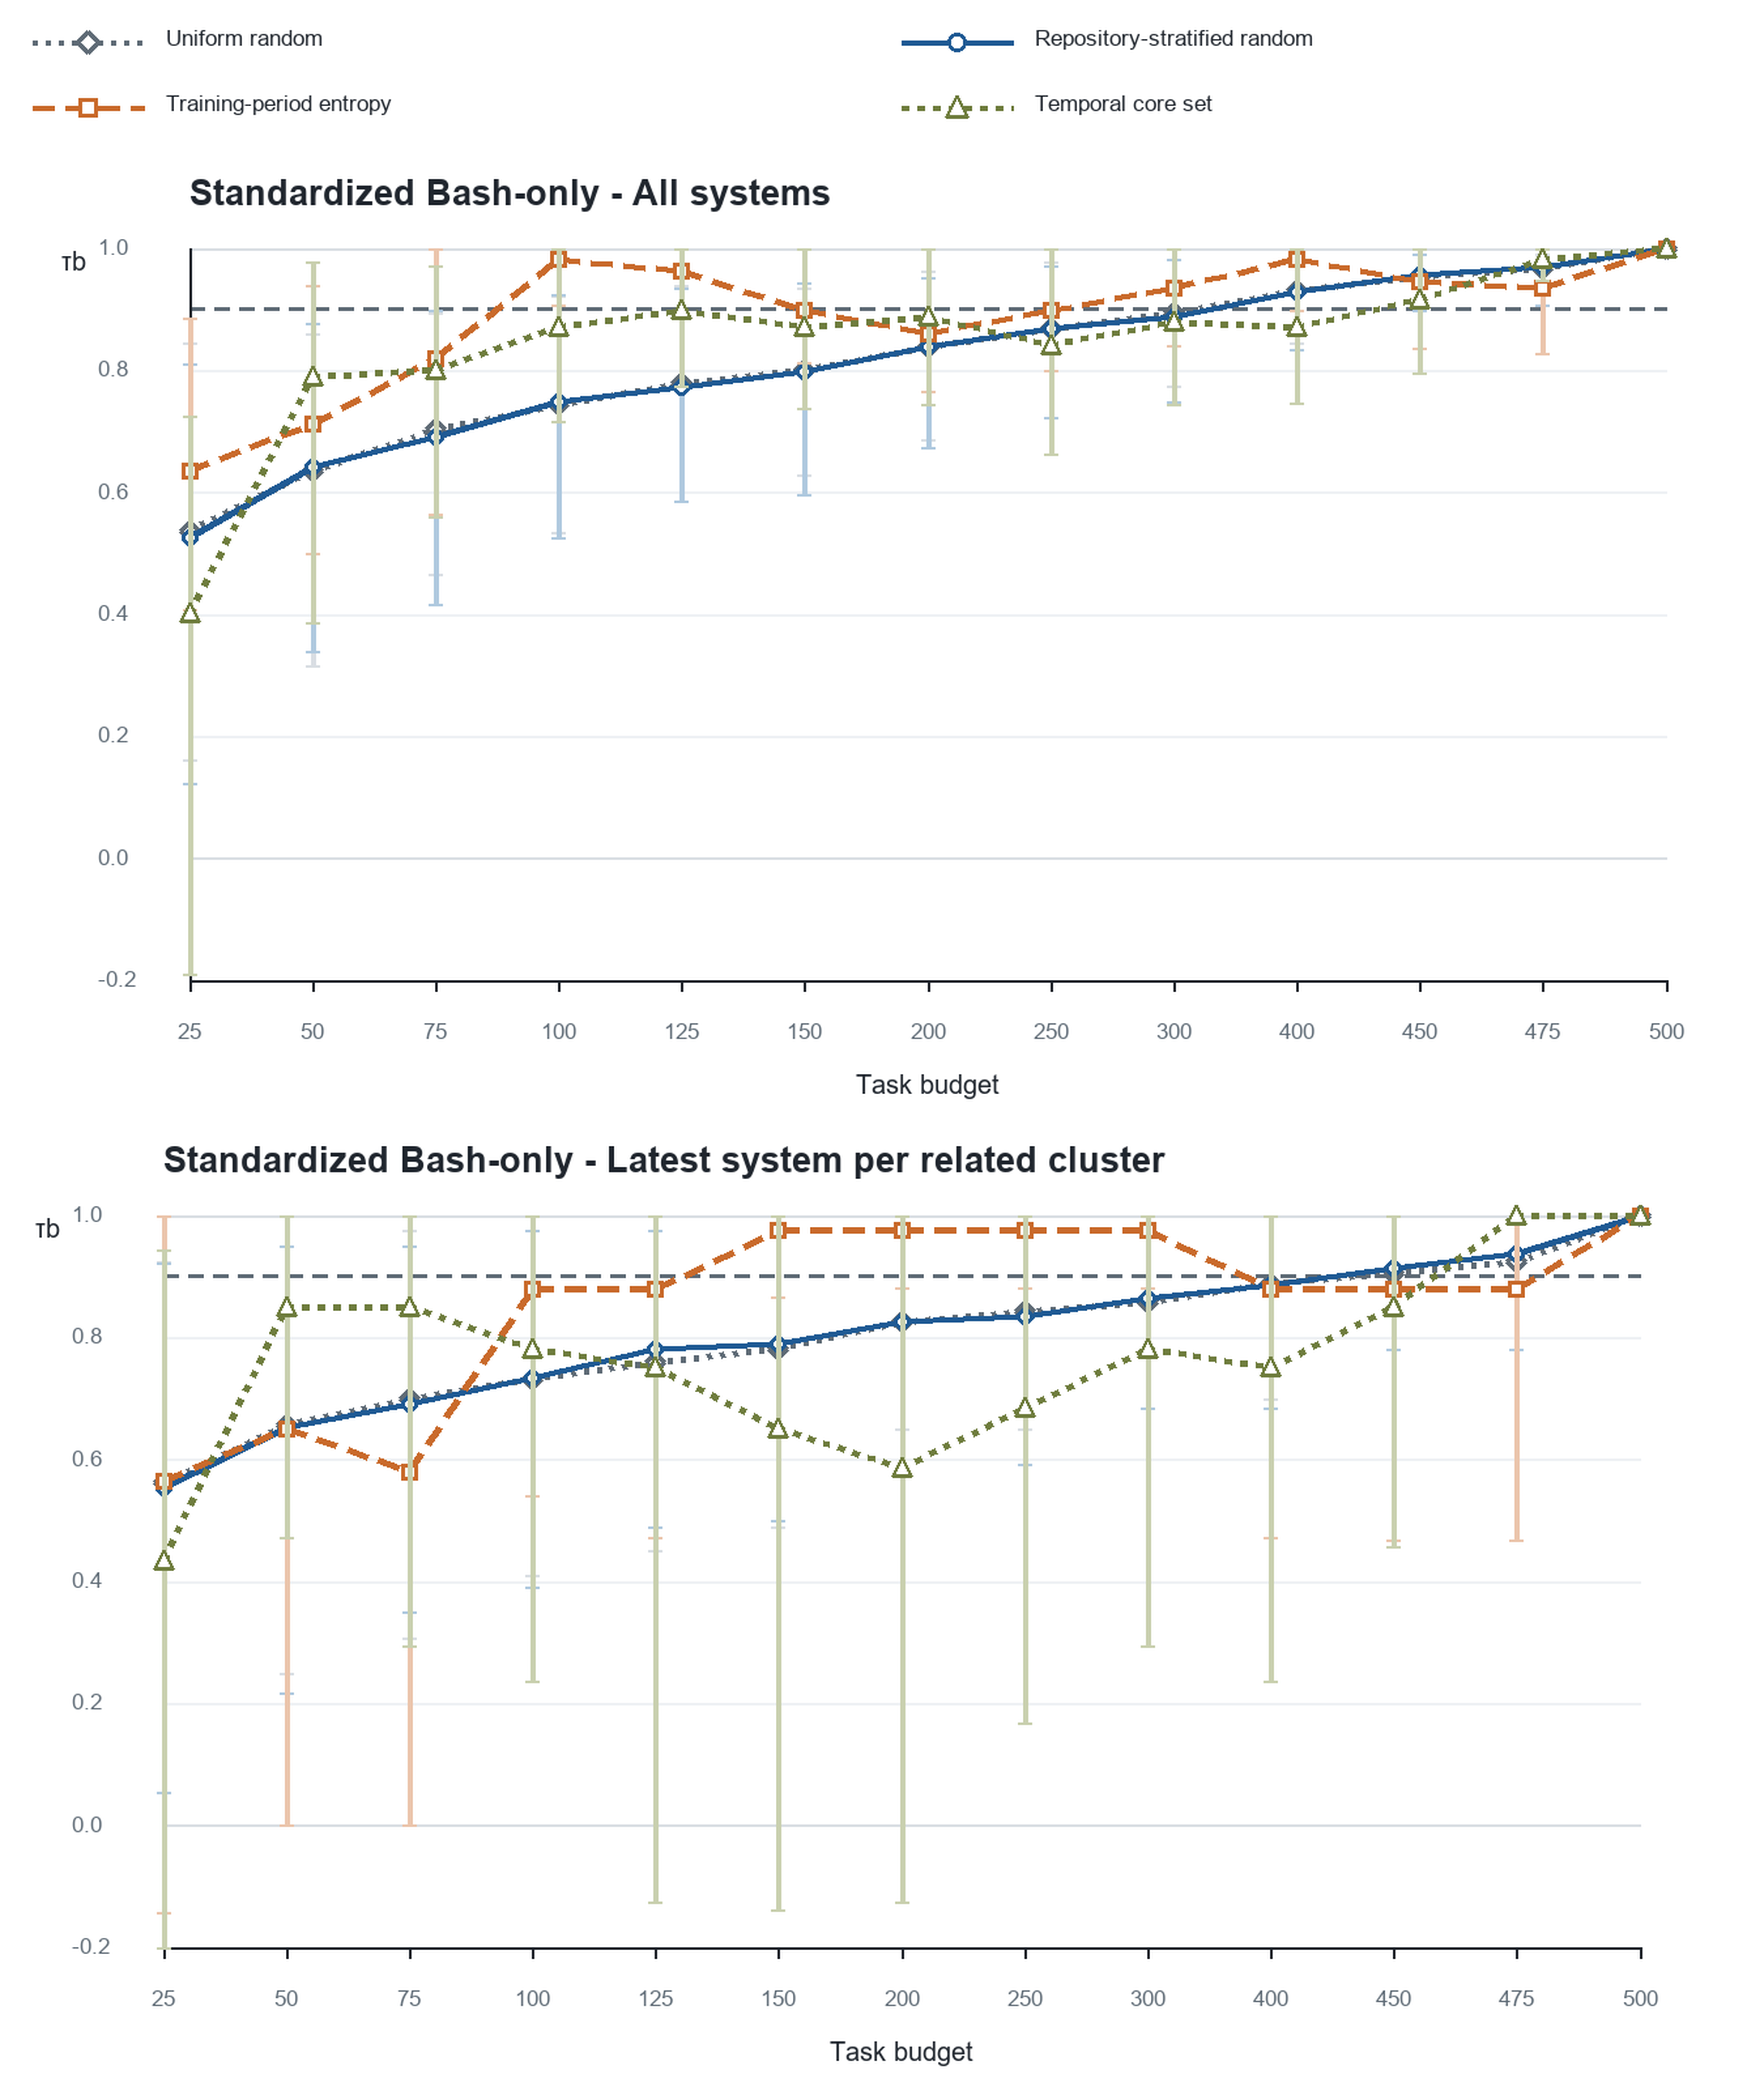 Uniform random
Repository-stratified random
Training-period entropy
Temporal core set
Standardized Bash-only - All systems
τb
1.0
0.8
0.6
0.4
0.2
0.0
-0.2
25 50 75 100 125 150 200 250 300 400 450 475 500
Task budget
Standardized Bash-only - Latest system per related cluster
τb
1.0
0.8
0.6
0.4
0.2
0.0
-0.2
25 50 75 100 125 150 200 250 300 400 450 475 500
Task budget